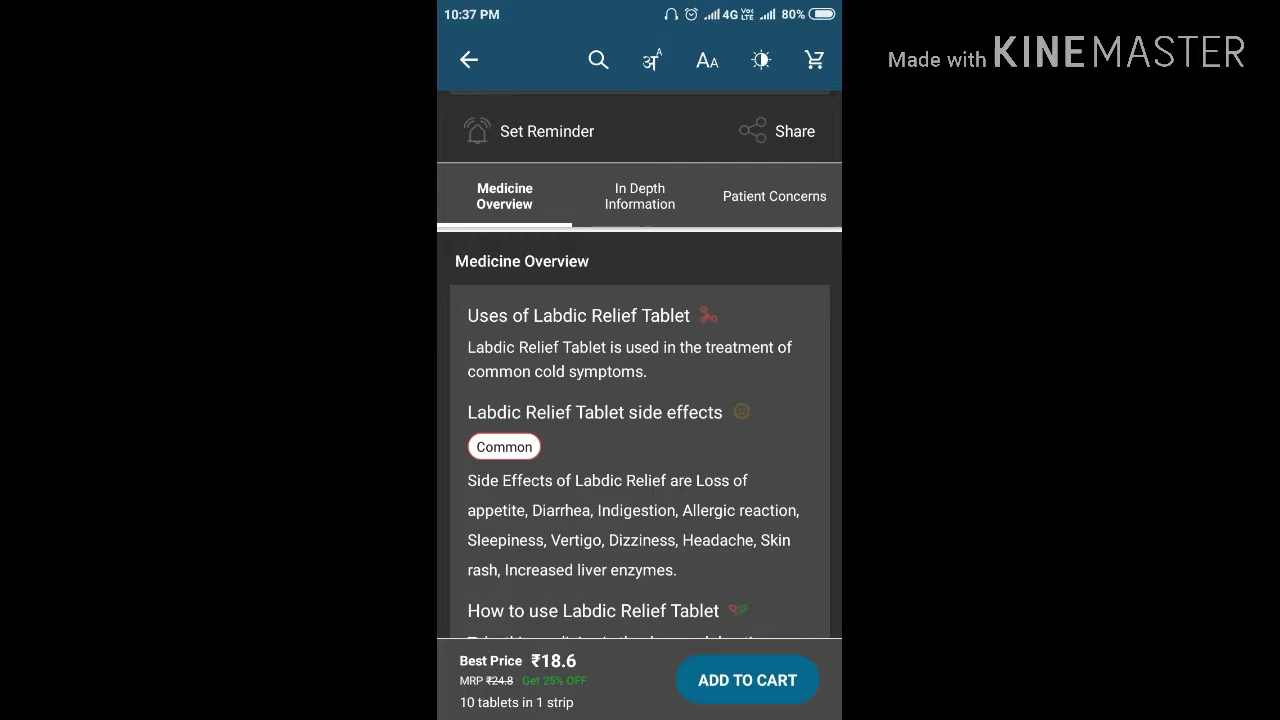 10:37 PM
4G VoLTE 80%
Made with KINEMASTER
अA
AA
Set Reminder
Share
Medicine Overview
In Depth Information
Patient Concerns
Medicine Overview
Uses of Labdic Relief Tablet
Labdic Relief Tablet is used in the treatment of
common cold symptoms.
Labdic Relief Tablet side effects
Common
Side Effects of Labdic Relief are Loss of
appetite, Diarrhea, Indigestion, Allergic reaction,
Sleepiness, Vertigo, Dizziness, Headache, Skin
rash, Increased liver enzymes.
How to use Labdic Relief Tablet
Best Price ₹18.6
MRP ₹24.8 Get 25% OFF
10 tablets in 1 strip
ADD TO CART